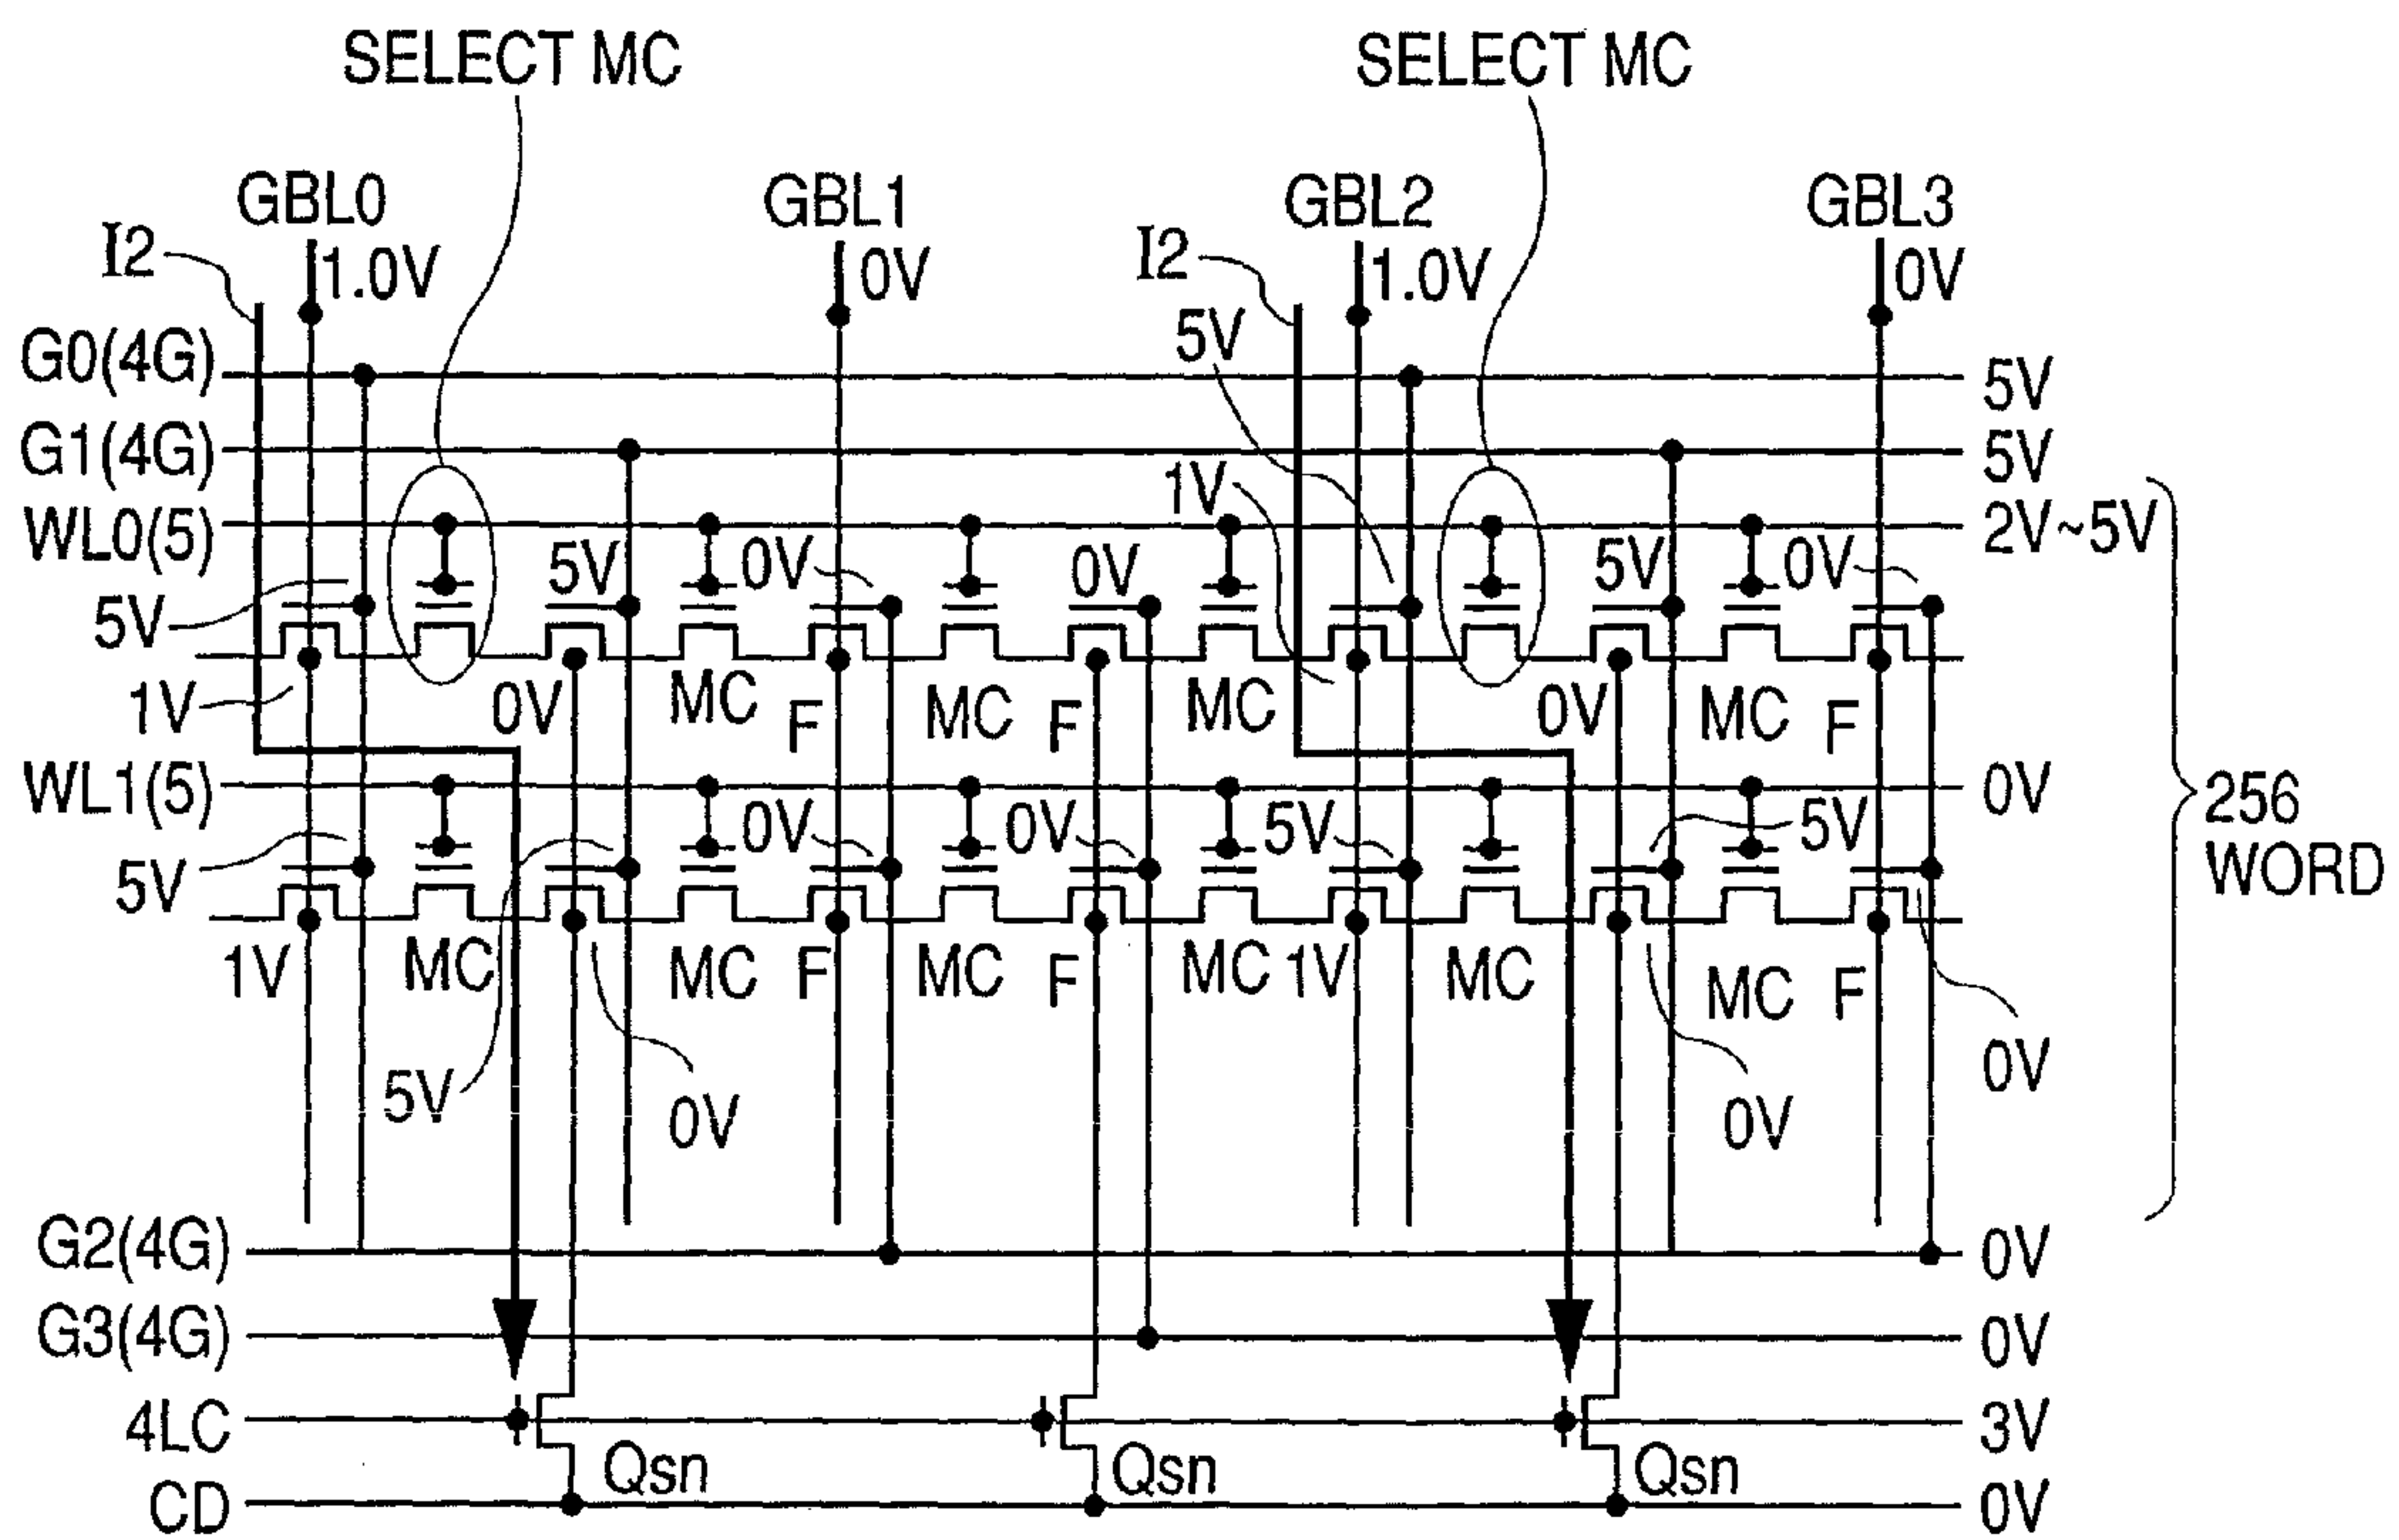 SELECT MC SELECT MC
GBL0 GBL1 GBL2 GBL3
I2 1.0V 0V I2 1.0V 0V
5V
G0(4G) 5V
G1(4G) 5V
1V
WL0(5) 2V~5V
5V 0V 0V 5V 0V
5V
1V 0V MC F MC F MC 0V MC F
WL1(5) 0V
256
WORD
0V 0V 5V 5V
5V
1V MC MC F MC F MC 1V MC MC F
5V 0V 0V 0V
G2(4G) 0V
G3(4G) 0V
4LC 3V
Qsn Qsn Qsn
CD 0V